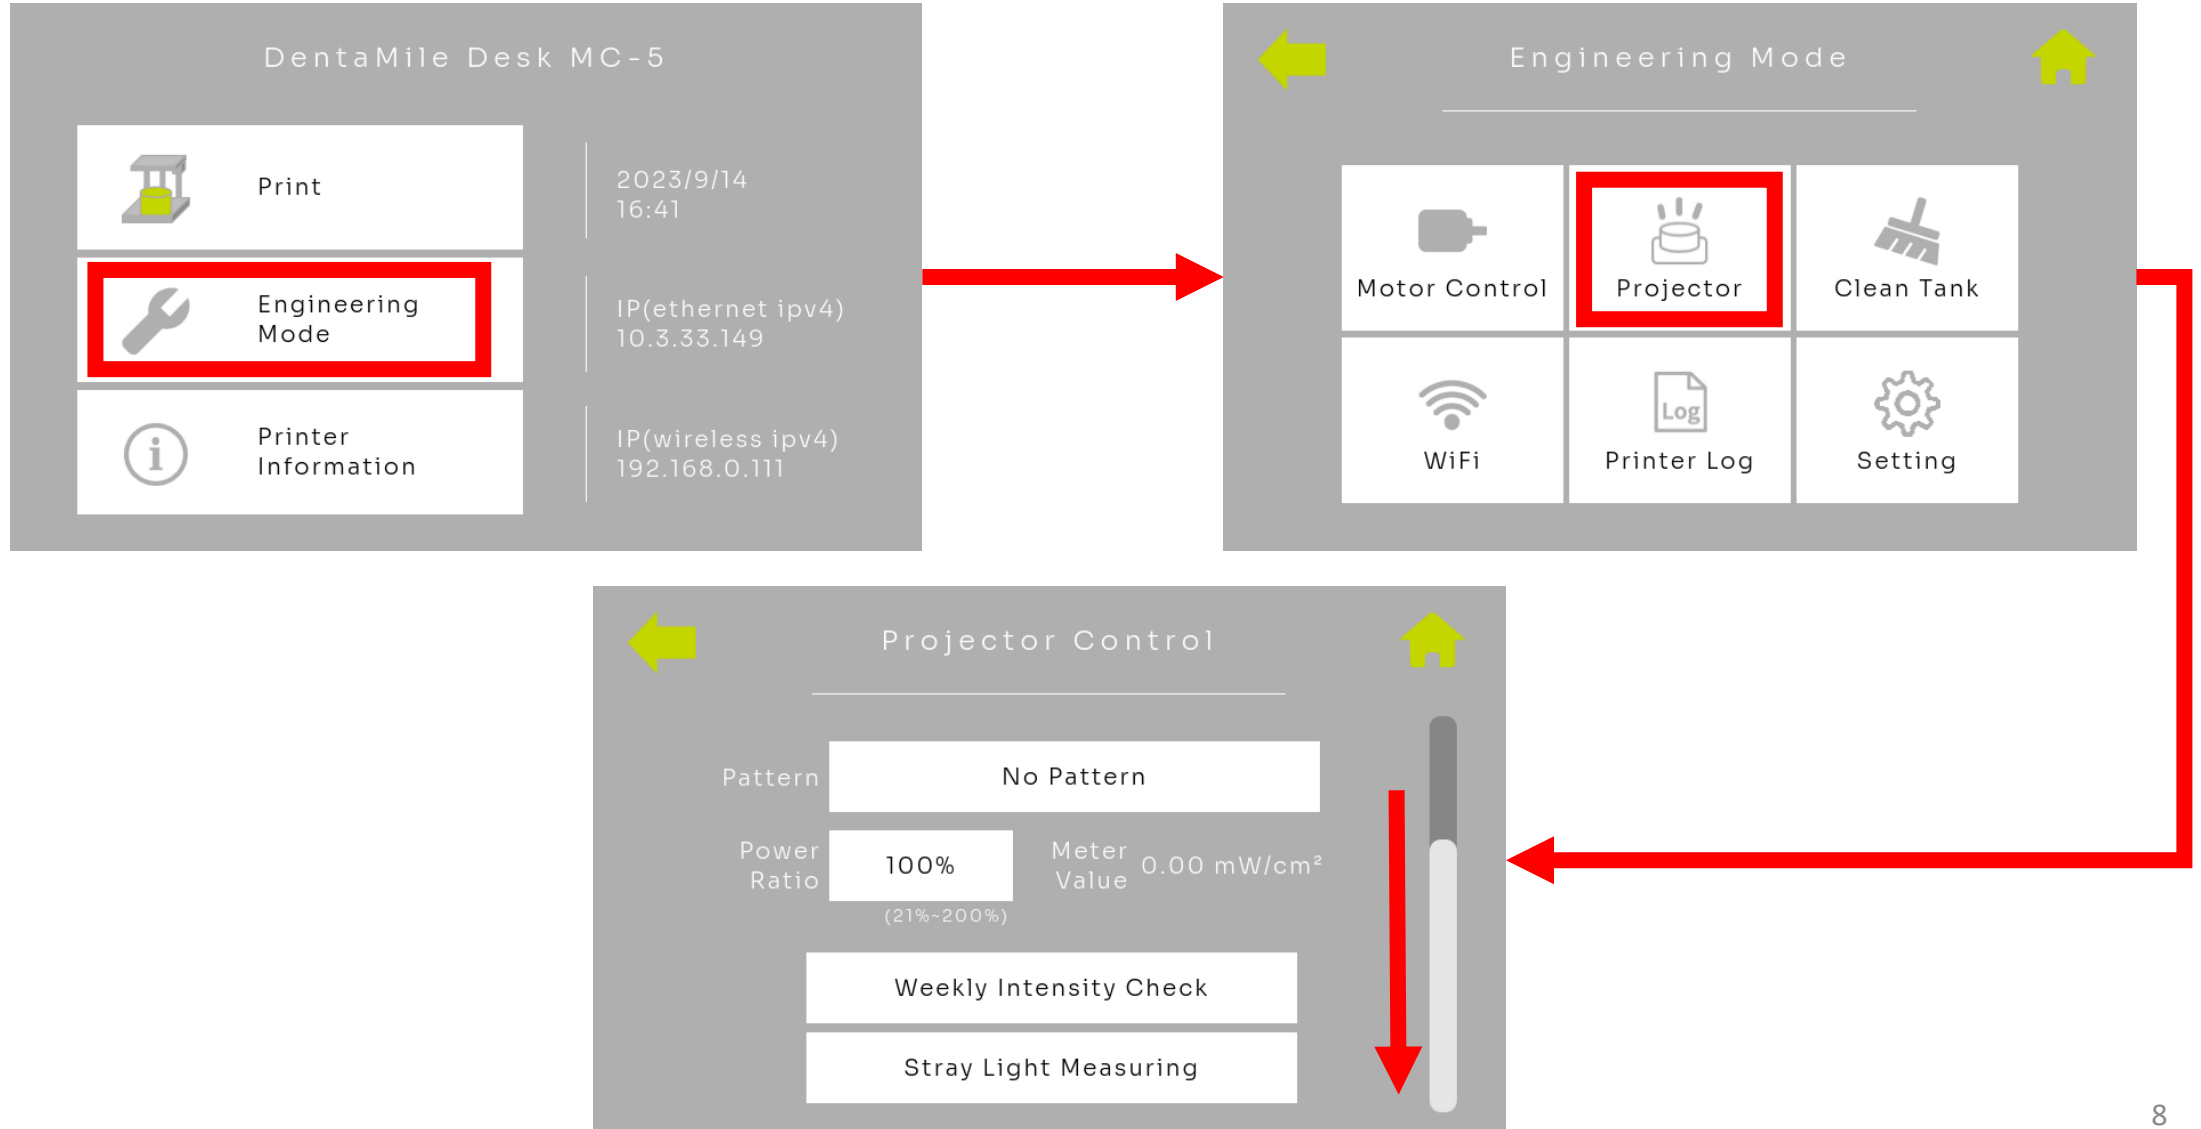 DentaMile Desk MC-5
Print
2023/9/14
16:41
Engineering
Mode
IP(ethernet ipv4)
10.3.33.149
Printer
Information
IP(wireless ipv4)
192.168.0.111
Engineering Mode
Motor Control
Projector
Clean Tank
WiFi
Log
Printer Log
Setting
Projector Control
Pattern
No Pattern
Power
Ratio
100%
(21%~200%)
Meter
Value
0.00 mW/cm²
Weekly Intensity Check
Stray Light Measuring
8